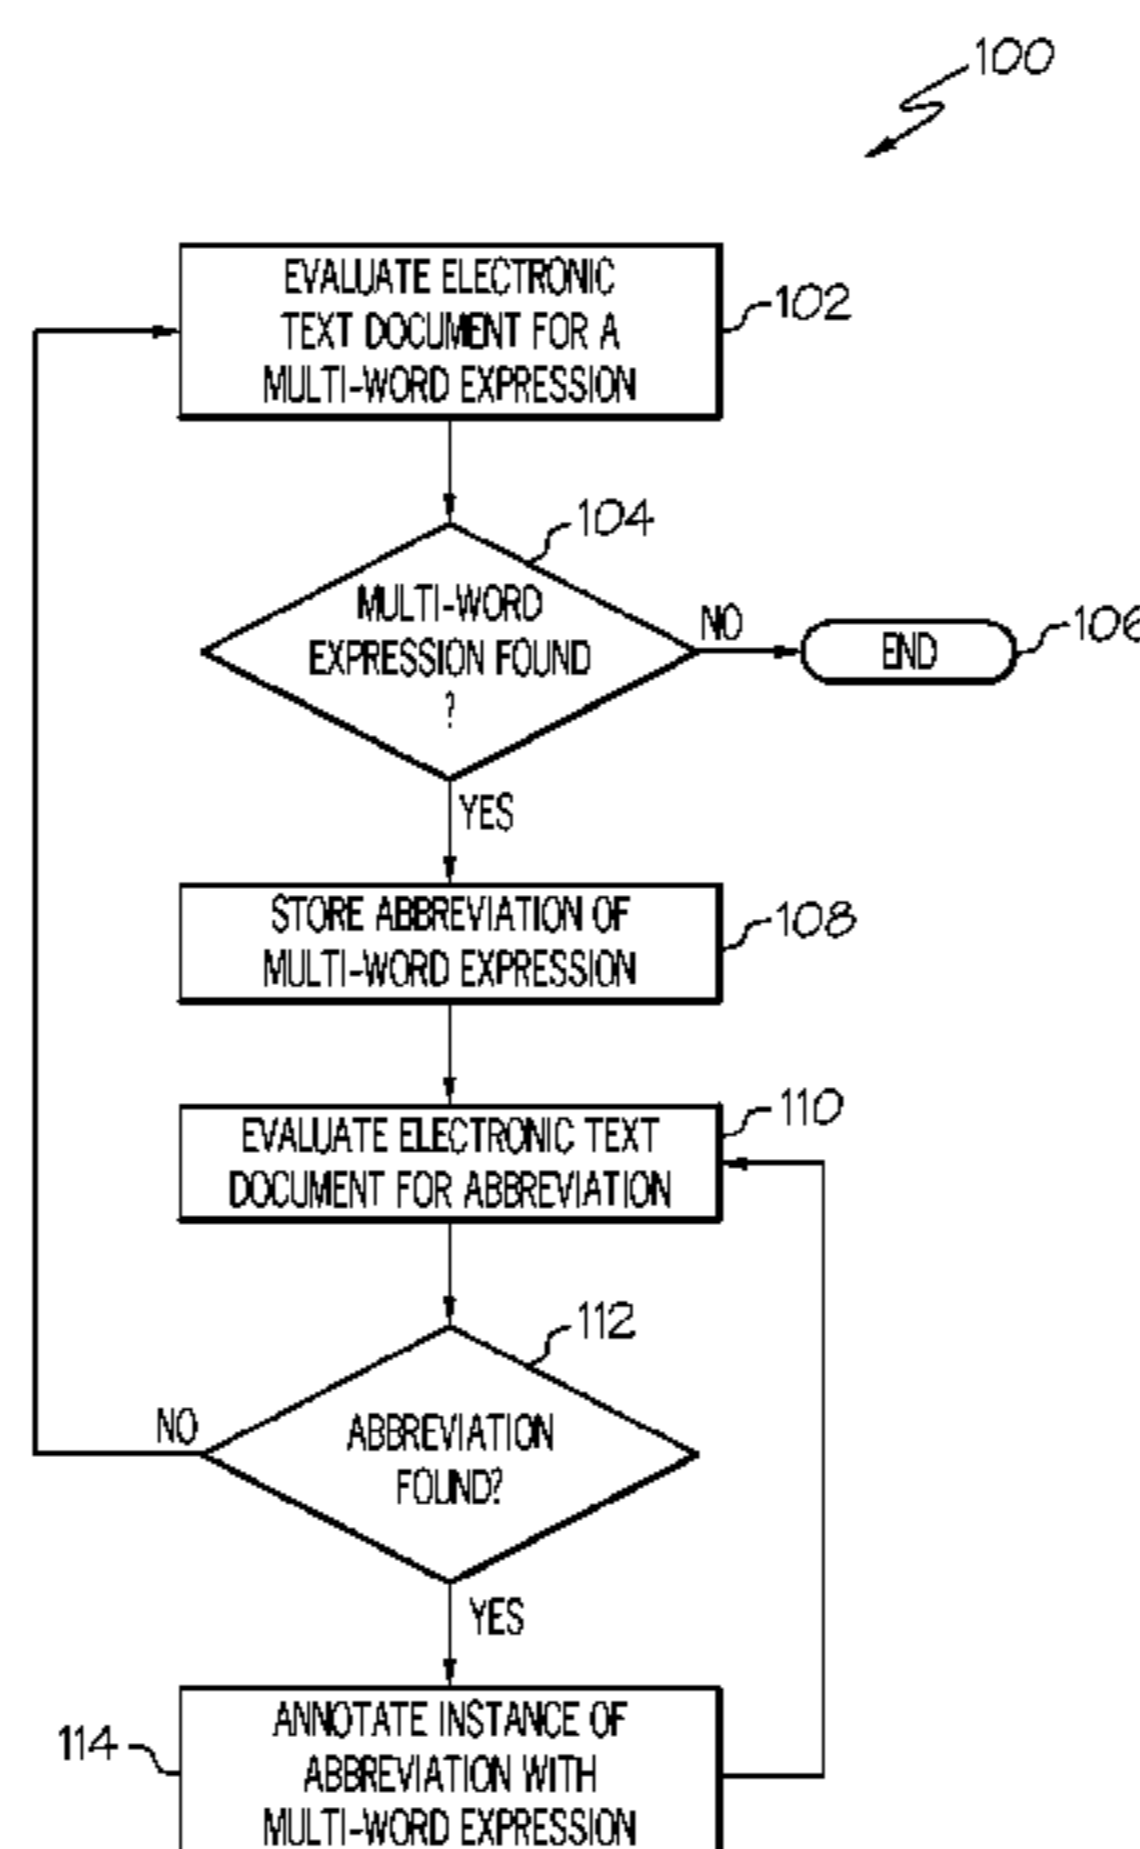 100
EVALUATE ELECTRONIC
TEXT DOCUMENT FOR A
MULTI-WORD EXPRESSION
102
104
MULTI-WORD
EXPRESSION FOUND
?
NO
END
106
YES
STORE ABBREVIATION OF
MULTI-WORD EXPRESSION
108
110
EVALUATE ELECTRONIC TEXT
DOCUMENT FOR ABBREVIATION
112
NO
ABBREVIATION
FOUND?
YES
114
ANNOTATE INSTANCE OF
ABBREVIATION WITH
MULTI-WORD EXPRESSION